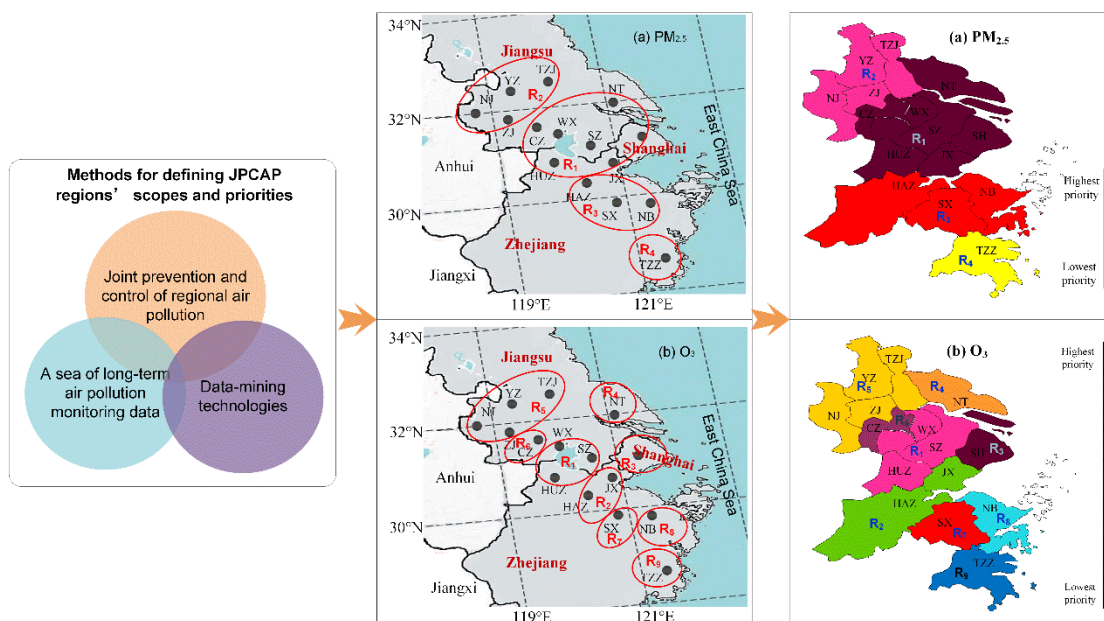 Methods for defining JPCAP
regions' scopes and priorities
Joint prevention and
control of regional air
pollution
A sea of long-term
air pollution
monitoring data
Data-mining
technologies
34°N
32°N
30°N
(a) PM2.5
Jiangsu
TZJ
YZ
R2
NJ
NT
ZJ
CZ
WX
SZ
Shanghai
R1
HUZ
JX
Anhui
HAZ
R3
SX
NB
Zhejiang
R4
TZZ
Jiangxi
East China Sea
119°E
121°E
34°N
32°N
30°N
(b) O3
Jiangsu
TZJ
YZ
R5
NJ
R4
NT
ZJ
R6
CZ
WX
SZ
Shanghai
R1
R3
HUZ
JX
Anhui
R2
HAZ
SX
R7
NB
R8
Zhejiang
R9
TZZ
Jiangxi
East China Sea
119°E
121°E
(a) PM2.5
TZJ
YZ
R2
NT
NJ
ZJ
CZ
WX
SZ
R1
SH
HUZ
JX
HAZ
NB
SX
R3
R4
TZZ
Highest
priority
Lowest
priority
(b) O3
Highest
priority
TZJ
YZ
R5
R4
NT
NJ
ZJ
CZ
WX
SZ
R1
SH
R3
HUZ
JX
HAZ
R2
NB
R8
SX
R7
TZZ
R9
Lowest
priority